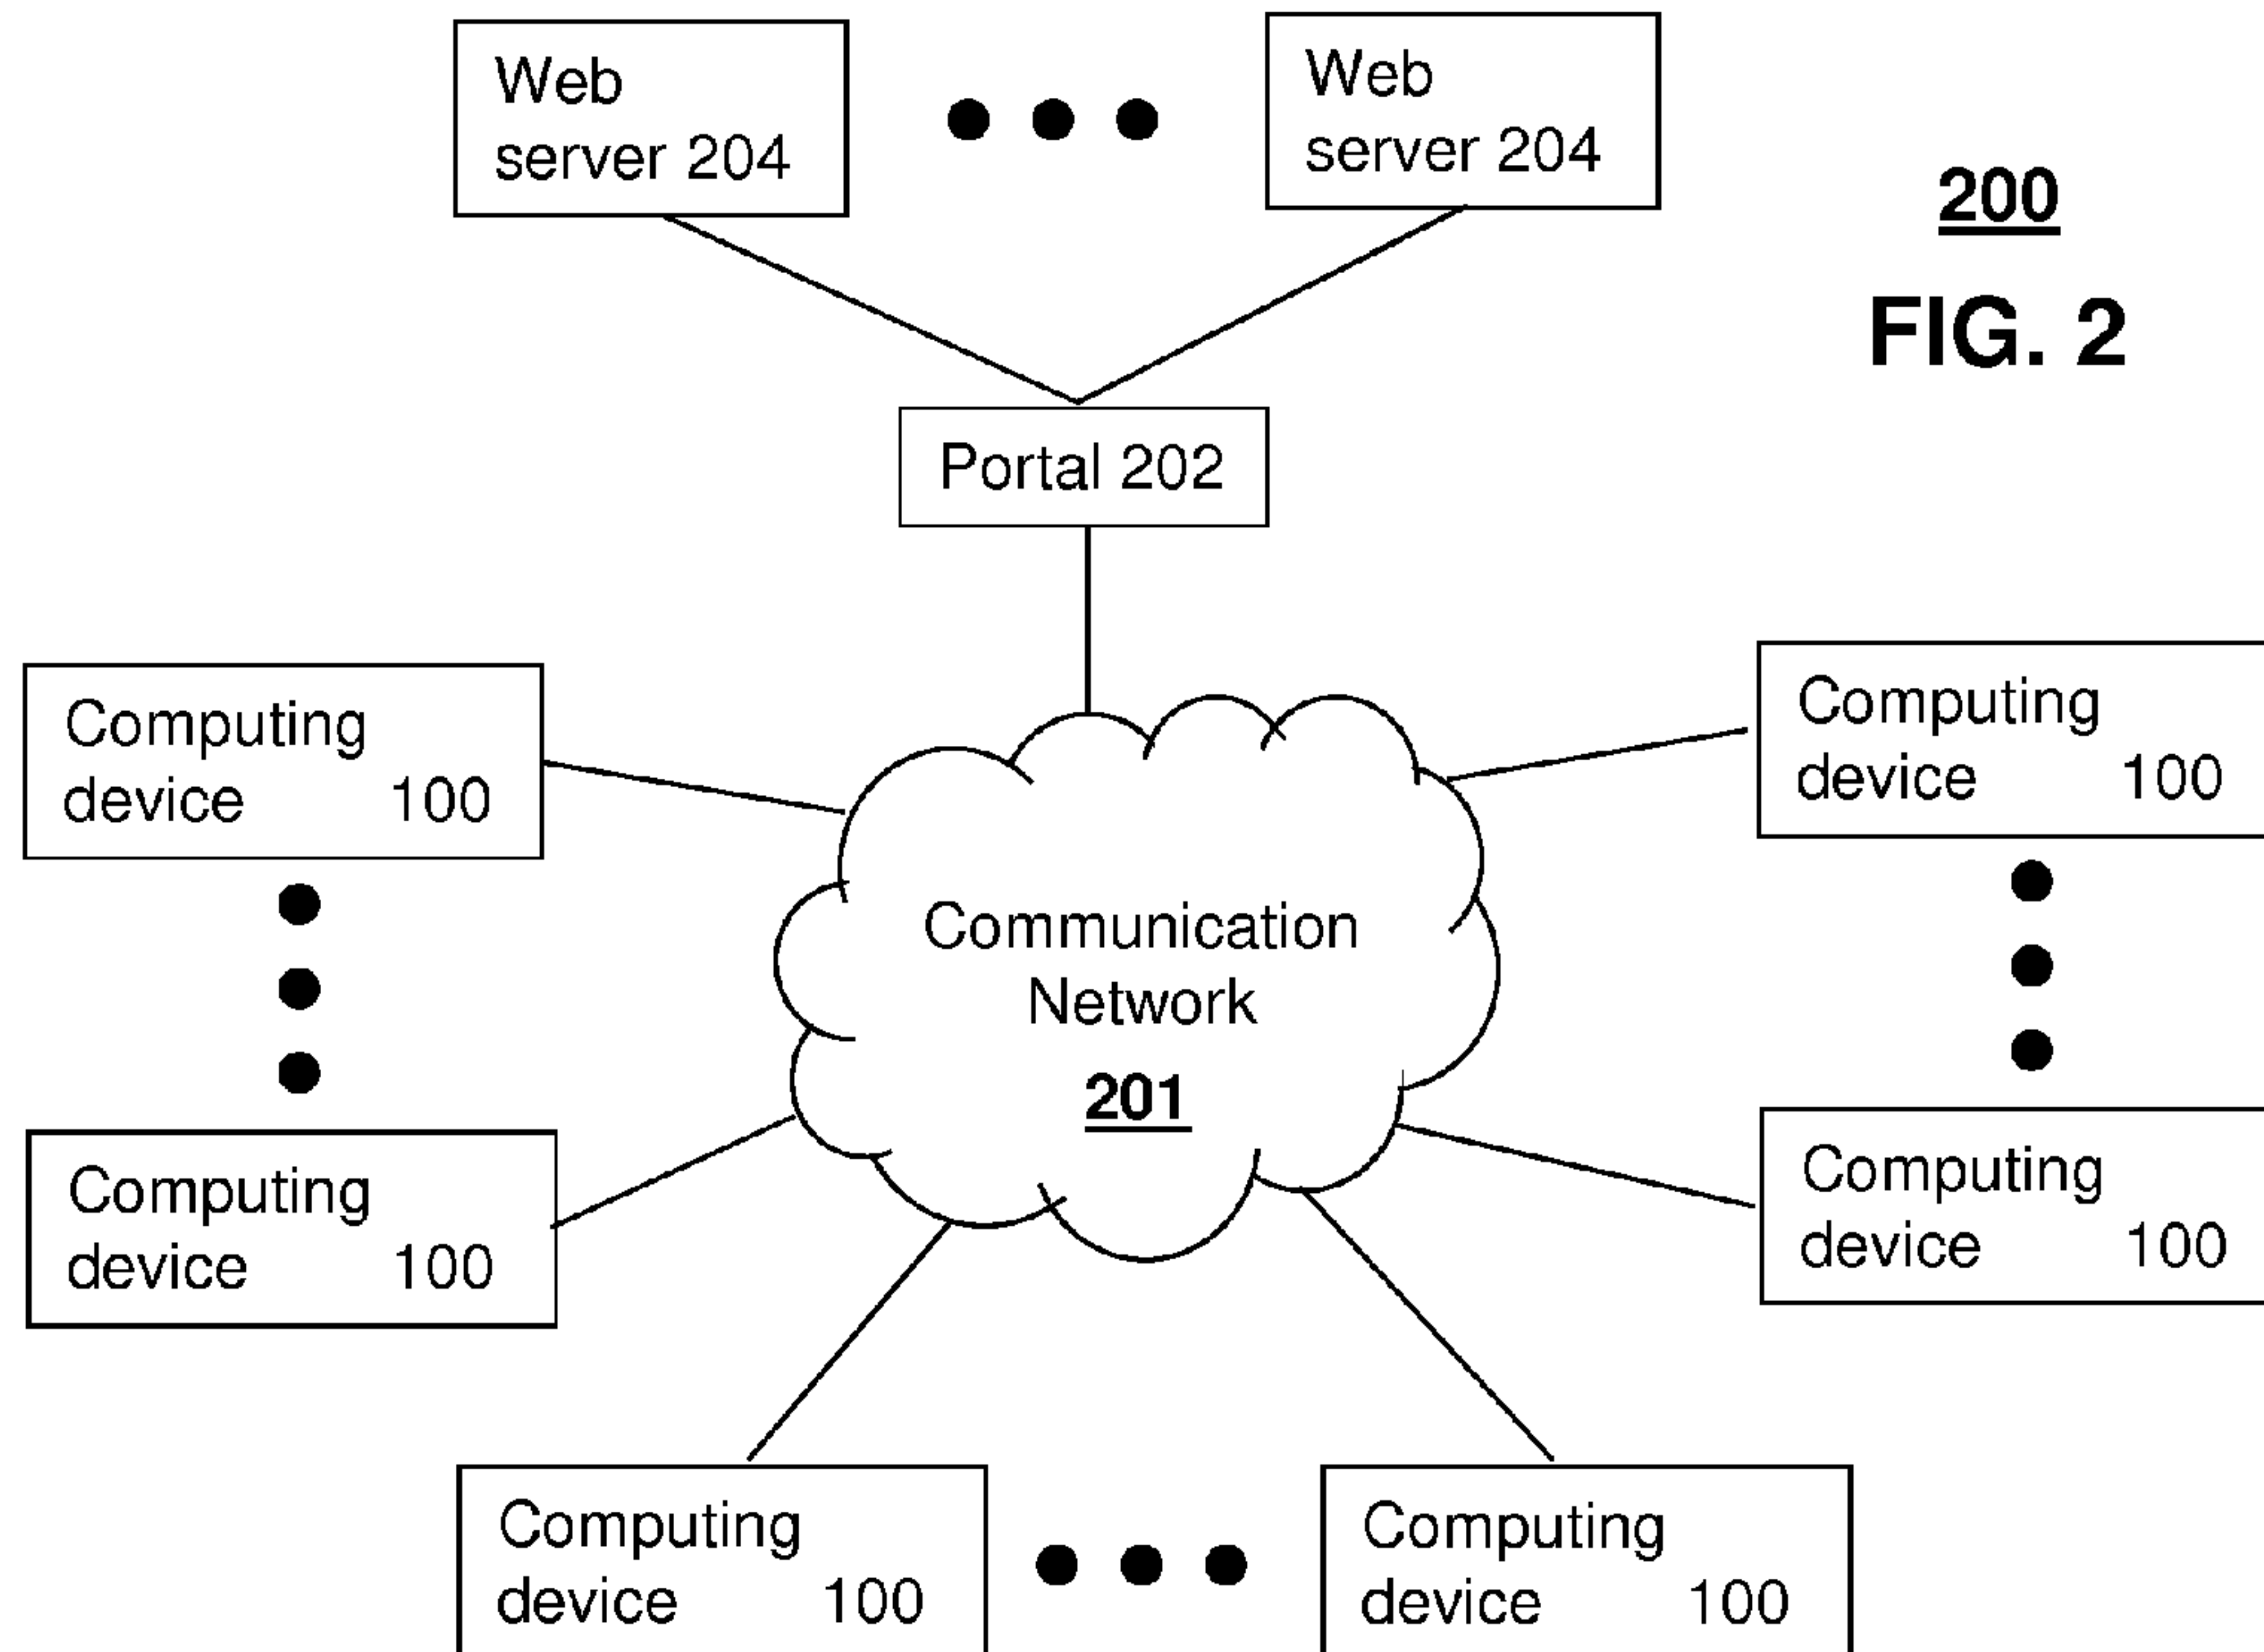 Web
server 204
Web
server 204
200
FIG. 2
Portal 202
Computing
device 100
Computing
device 100
Communication
Network
201
Computing
device 100
Computing
device 100
Computing
device 100
Computing
device 100